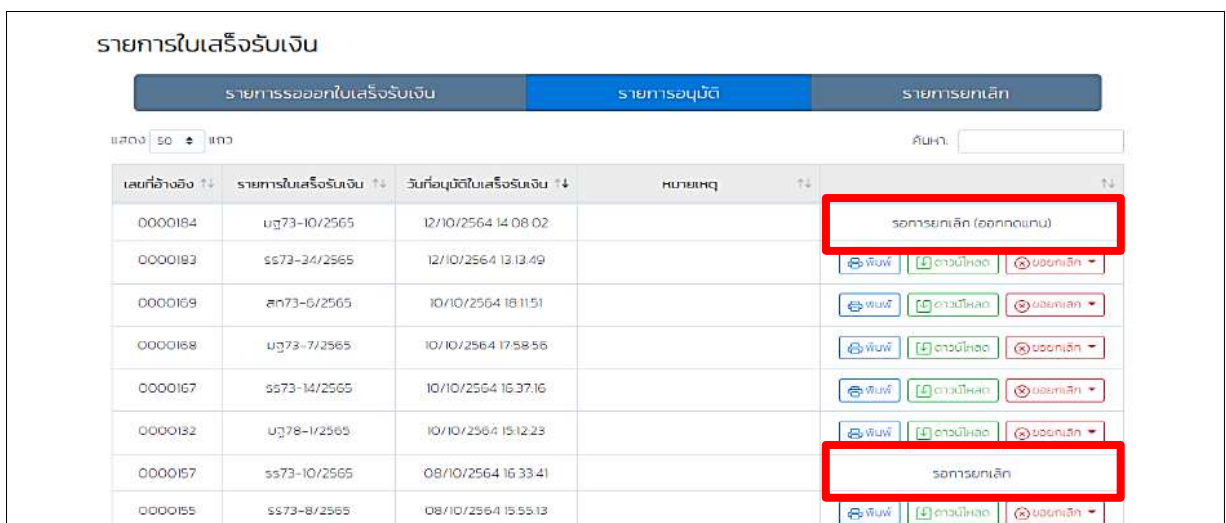 รายการใบเสร็จรับเงิน
รายการรอออกใบเสร็จรับเงิน รายการอนุมัติ รายการยกเลิก
แสดง 50 แถว ค้นหา:
เลขที่อ้างอิง รายการใบเสร็จรับเงิน วันที่อนุมัติใบเสร็จรับเงิน หมายเหตุ
0000184 มฐ73-10/2565 12/10/2564 14:08:02 รอการยกเลิก (ออกทดแทน)
0000183 รร73-34/2565 12/10/2564 13:13:49 พิมพ์ ดาวน์โหลด ขอยกเลิก
0000169 สถ73-6/2565 10/10/2564 18:11:51 พิมพ์ ดาวน์โหลด ขอยกเลิก
0000168 มฐ73-7/2565 10/10/2564 17:58:56 พิมพ์ ดาวน์โหลด ขอยกเลิก
0000167 รร73-14/2565 10/10/2564 16:37:16 พิมพ์ ดาวน์โหลด ขอยกเลิก
0000132 มฐ78-1/2565 10/10/2564 15:12:23 พิมพ์ ดาวน์โหลด ขอยกเลิก
0000157 รร73-10/2565 08/10/2564 16:33:41 รอการยกเลิก
0000155 รร73-8/2565 08/10/2564 15:55:13 พิมพ์ ดาวน์โหลด ขอยกเลิก